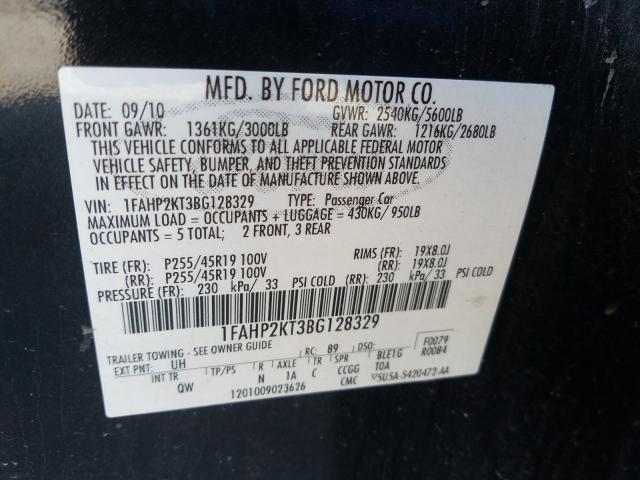 MFD. BY FORD MOTOR CO.
DATE: 09/10 GVWR: 2540KG/5600LB
FRONT GAWR: 1361KG/3000LB REAR GAWR: 1216KG/2680LB
THIS VEHICLE CONFORMS TO ALL APPLICABLE FEDERAL MOTOR
VEHICLE SAFETY, BUMPER, AND THEFT PREVENTION STANDARDS
IN EFFECT ON THE DATE OF MANUFACTURE SHOWN ABOVE.
VIN: 1FAHP2KT3BG128329 TYPE: Passenger Car
MAXIMUM LOAD = OCCUPANTS + LUGGAGE = 430KG/ 950LB
OCCUPANTS = 5 TOTAL; 2 FRONT, 3 REAR
TIRE (FR): P255/45R19 100V RIMS (FR): 19X8.0J
(RR): P255/45R19 100V (RR): 19X8.0J
PRESSURE (FR): 230 kPa/ 33 PSI COLD (RR): 230 kPa/ 33 PSI COLD
1FAHP2KT3BG128329
TRAILER TOWING - SEE OWNER GUIDE RC: 89 DSO: F0079
EXT PNT: UH R0084
INT TR TP/PS R AXLE TR SPR BLETG
QW N 1A C CCGG TOA
1201009023626 CMC 5U5A-5420472-AA